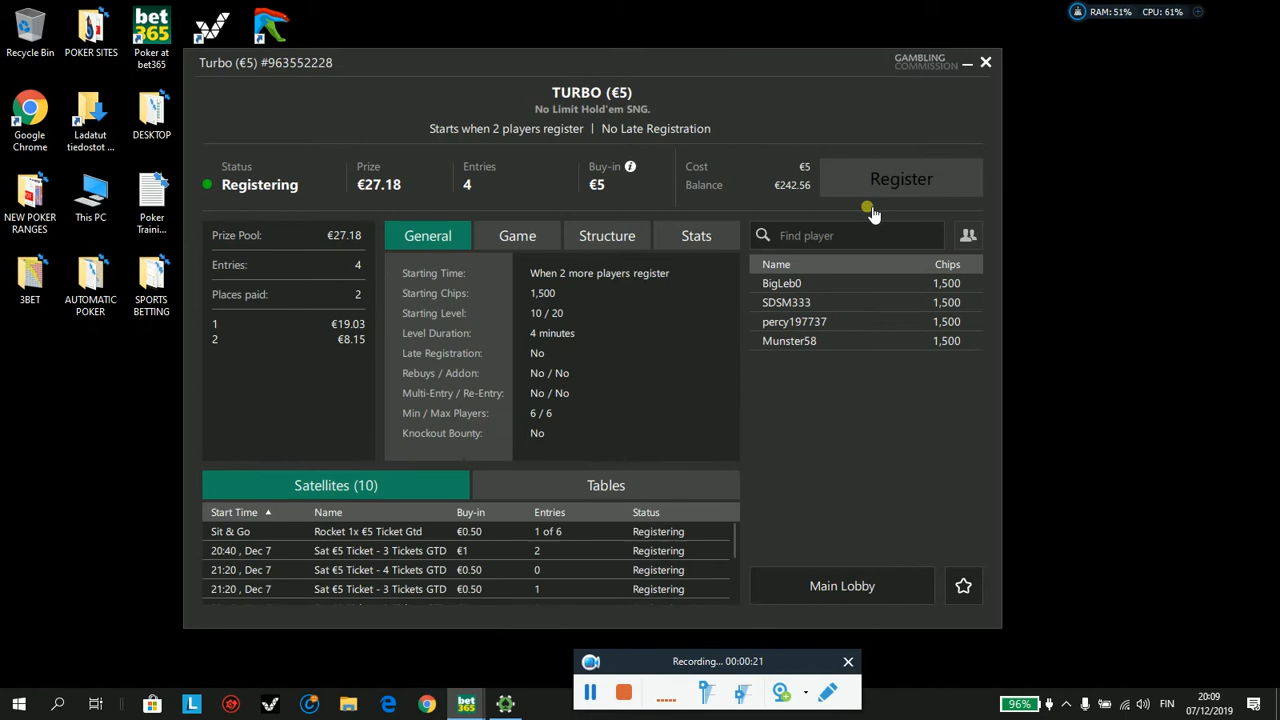 RAM: 51% CPU: 61%
Recycle Bin
POKER SITES
bet365
Poker at
bet365
Google
Chrome
Ladatut
tiedostot ...
DESKTOP
NEW POKER
RANGES
This PC
Poker
Traini...
3BET
AUTOMATIC
POKER
SPORTS
BETTING
Turbo (€5) #963552228
GAMBLING
COMMISSION
TURBO (€5)
No Limit Hold'em SNG.
Starts when 2 players register | No Late Registration
Status Prize Entries Buy-in i
Registering €27.18 4 €5
Cost €5
Balance €242.56
Register
Prize Pool: €27.18
Entries: 4
Places paid: 2
1 €19.03
2 €8.15
General Game Structure Stats
Starting Time: When 2 more players register
Starting Chips: 1,500
Starting Level: 10 / 20
Level Duration: 4 minutes
Late Registration: No
Rebuys / Addon: No / No
Multi-Entry / Re-Entry: No / No
Min / Max Players: 6 / 6
Knockout Bounty: No
Find player
Name Chips
BigLeb0 1,500
SDSM333 1,500
percy197737 1,500
Munster58 1,500
Satellites (10) Tables
Start Time Name Buy-in Entries Status
Sit & Go Rocket 1x €5 Ticket Gtd €0.50 1 of 6 Registering
20:40 , Dec 7 Sat €5 Ticket - 3 Tickets GTD €1 2 Registering
21:20 , Dec 7 Sat €5 Ticket - 4 Tickets GTD €0.50 0 Registering
21:20 , Dec 7 Sat €5 Ticket - 3 Tickets GTD €0.50 1 Registering
Main Lobby
Recording... 00:00:21
L
bet
365
96%
FIN
20:09
07/12/2019